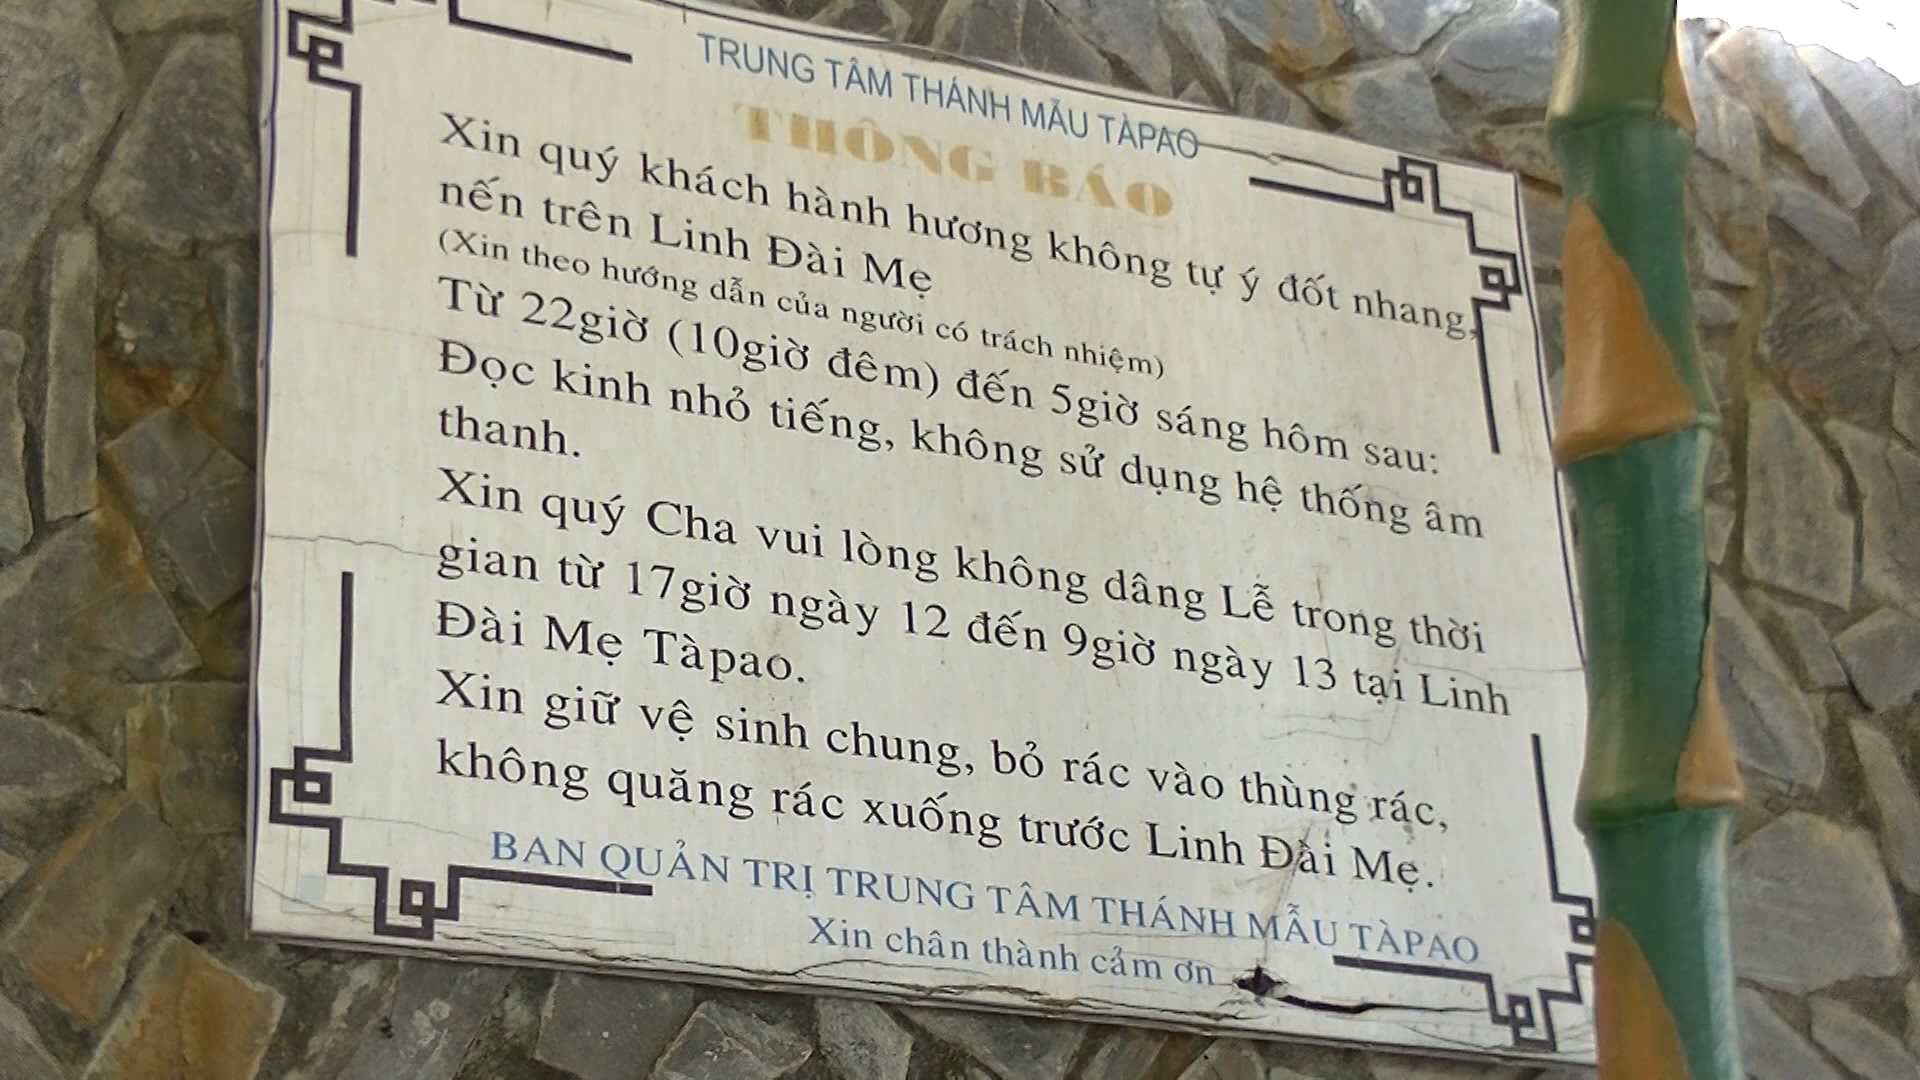 TRUNG TÂM THÁNH MẪU TÀPAO
THÔNG BÁO
Xin quý khách hành hương không tự ý đốt nhang,
nến trên Linh Đài Mẹ
(Xin theo hướng dẫn của người có trách nhiệm)
Từ 22giờ (10giờ đêm) đến 5giờ sáng hôm sau:
Đọc kinh nhỏ tiếng, không sử dụng hệ thống âm
thanh.
Xin quý Cha vui lòng không dâng Lễ trong thời
gian từ 17giờ ngày 12 đến 9giờ ngày 13 tại Linh
Đài Mẹ Tàpao.
Xin giữ vệ sinh chung, bỏ rác vào thùng rác,
không quăng rác xuống trước Linh Đài Mẹ.
BAN QUẢN TRỊ TRUNG TÂM THÁNH MẪU TÀPAO
Xin chân thành cảm ơn